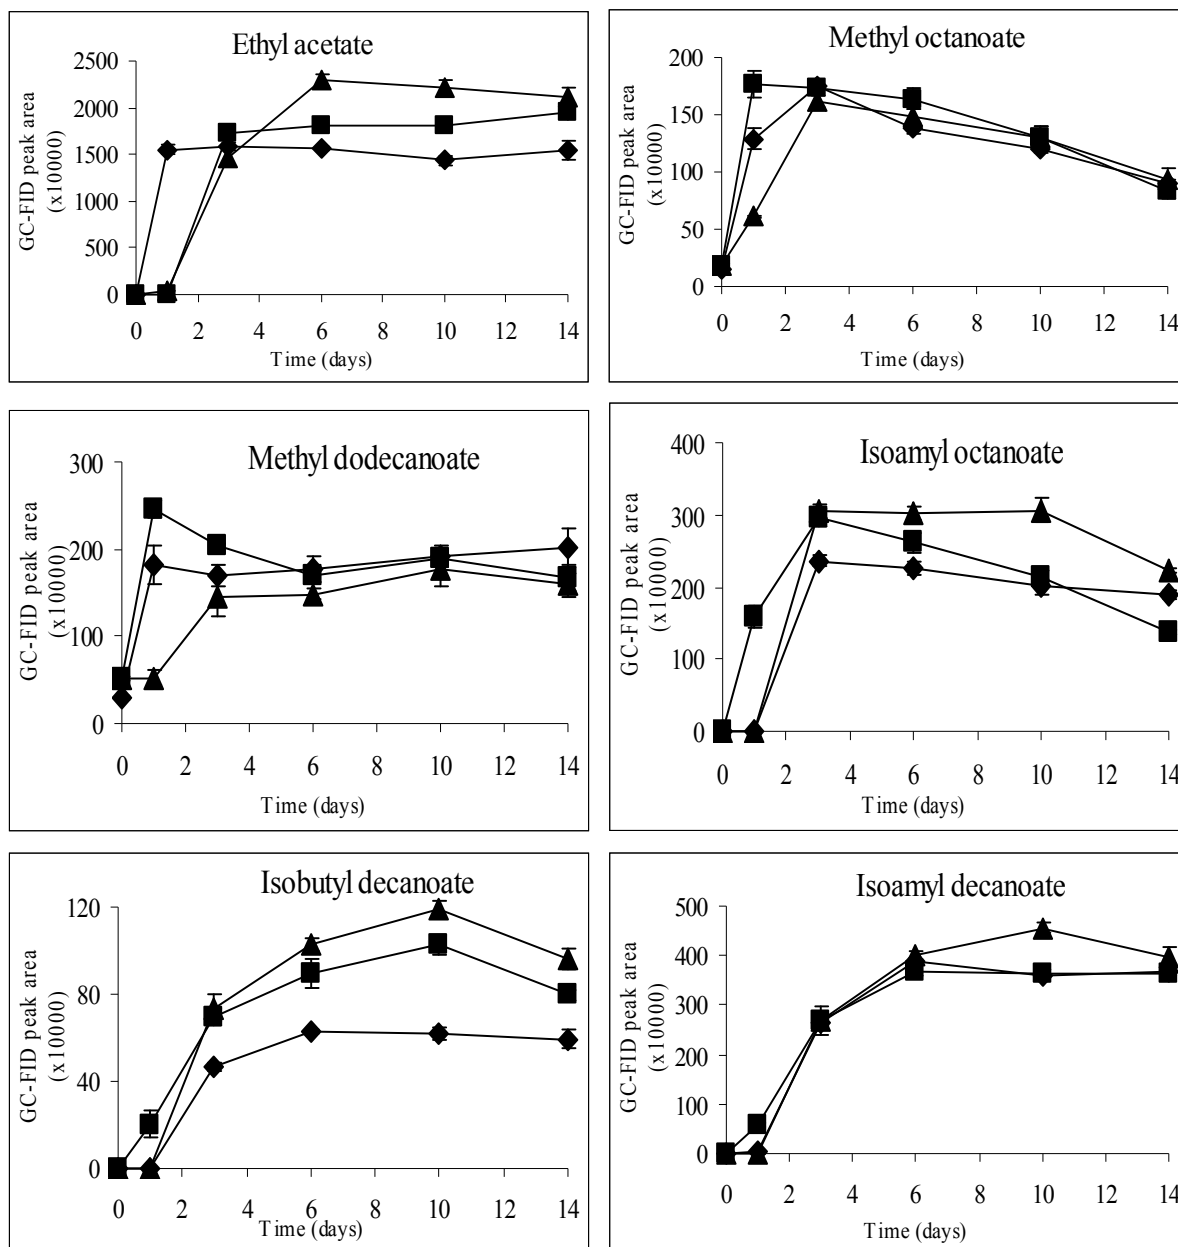 Ethyl acetate
GC-FID peak area
(x10000)
2500
2000
1500
1000
500
0
0 2 4 6 8 10 12 14
Time (days)
Methyl octanoate
GC-FID peak area
(x10000)
200
150
100
50
0
0 2 4 6 8 10 12 14
Time (days)
Methyl dodecanoate
GC-FID peak area
(x10000)
300
200
100
0
0 2 4 6 8 10 12 14
Time (days)
Isoamyl octanoate
GC-FID peak area
(x10000)
400
300
200
100
0
0 2 4 6 8 10 12 14
Time (days)
Isobutyl decanoate
GC-FID peak area
(x10000)
120
80
40
0
0 2 4 6 8 10 12 14
Time (days)
Isoamyl decanoate
GC-FID peak area
(x10000)
500
400
300
200
100
0
0 2 4 6 8 10 12 14
Time (days)